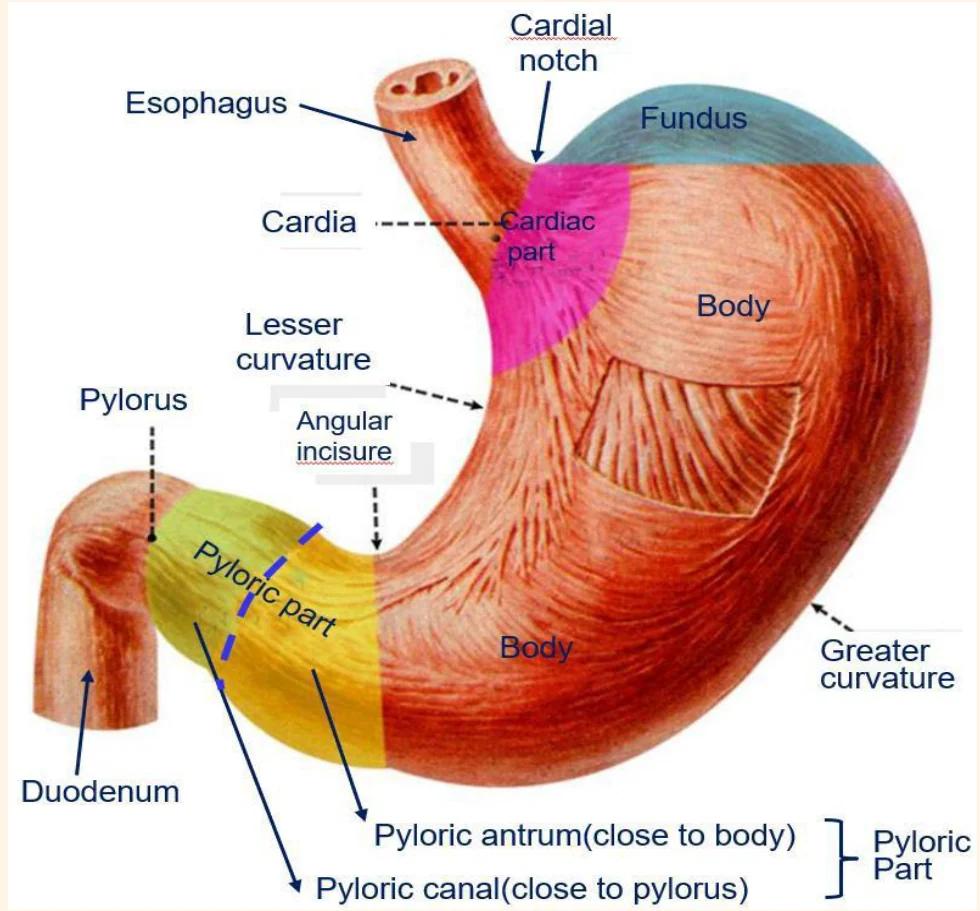 Cardial
notch
Esophagus
Fundus
Cardia
Cardiac
part
Body
Lesser
curvature
Pylorus
Angular
incisure
Pyloric part
Body
Greater
curvature
Duodenum
Pyloric antrum(close to body)
Pyloric canal(close to pylorus)
Pyloric
Part